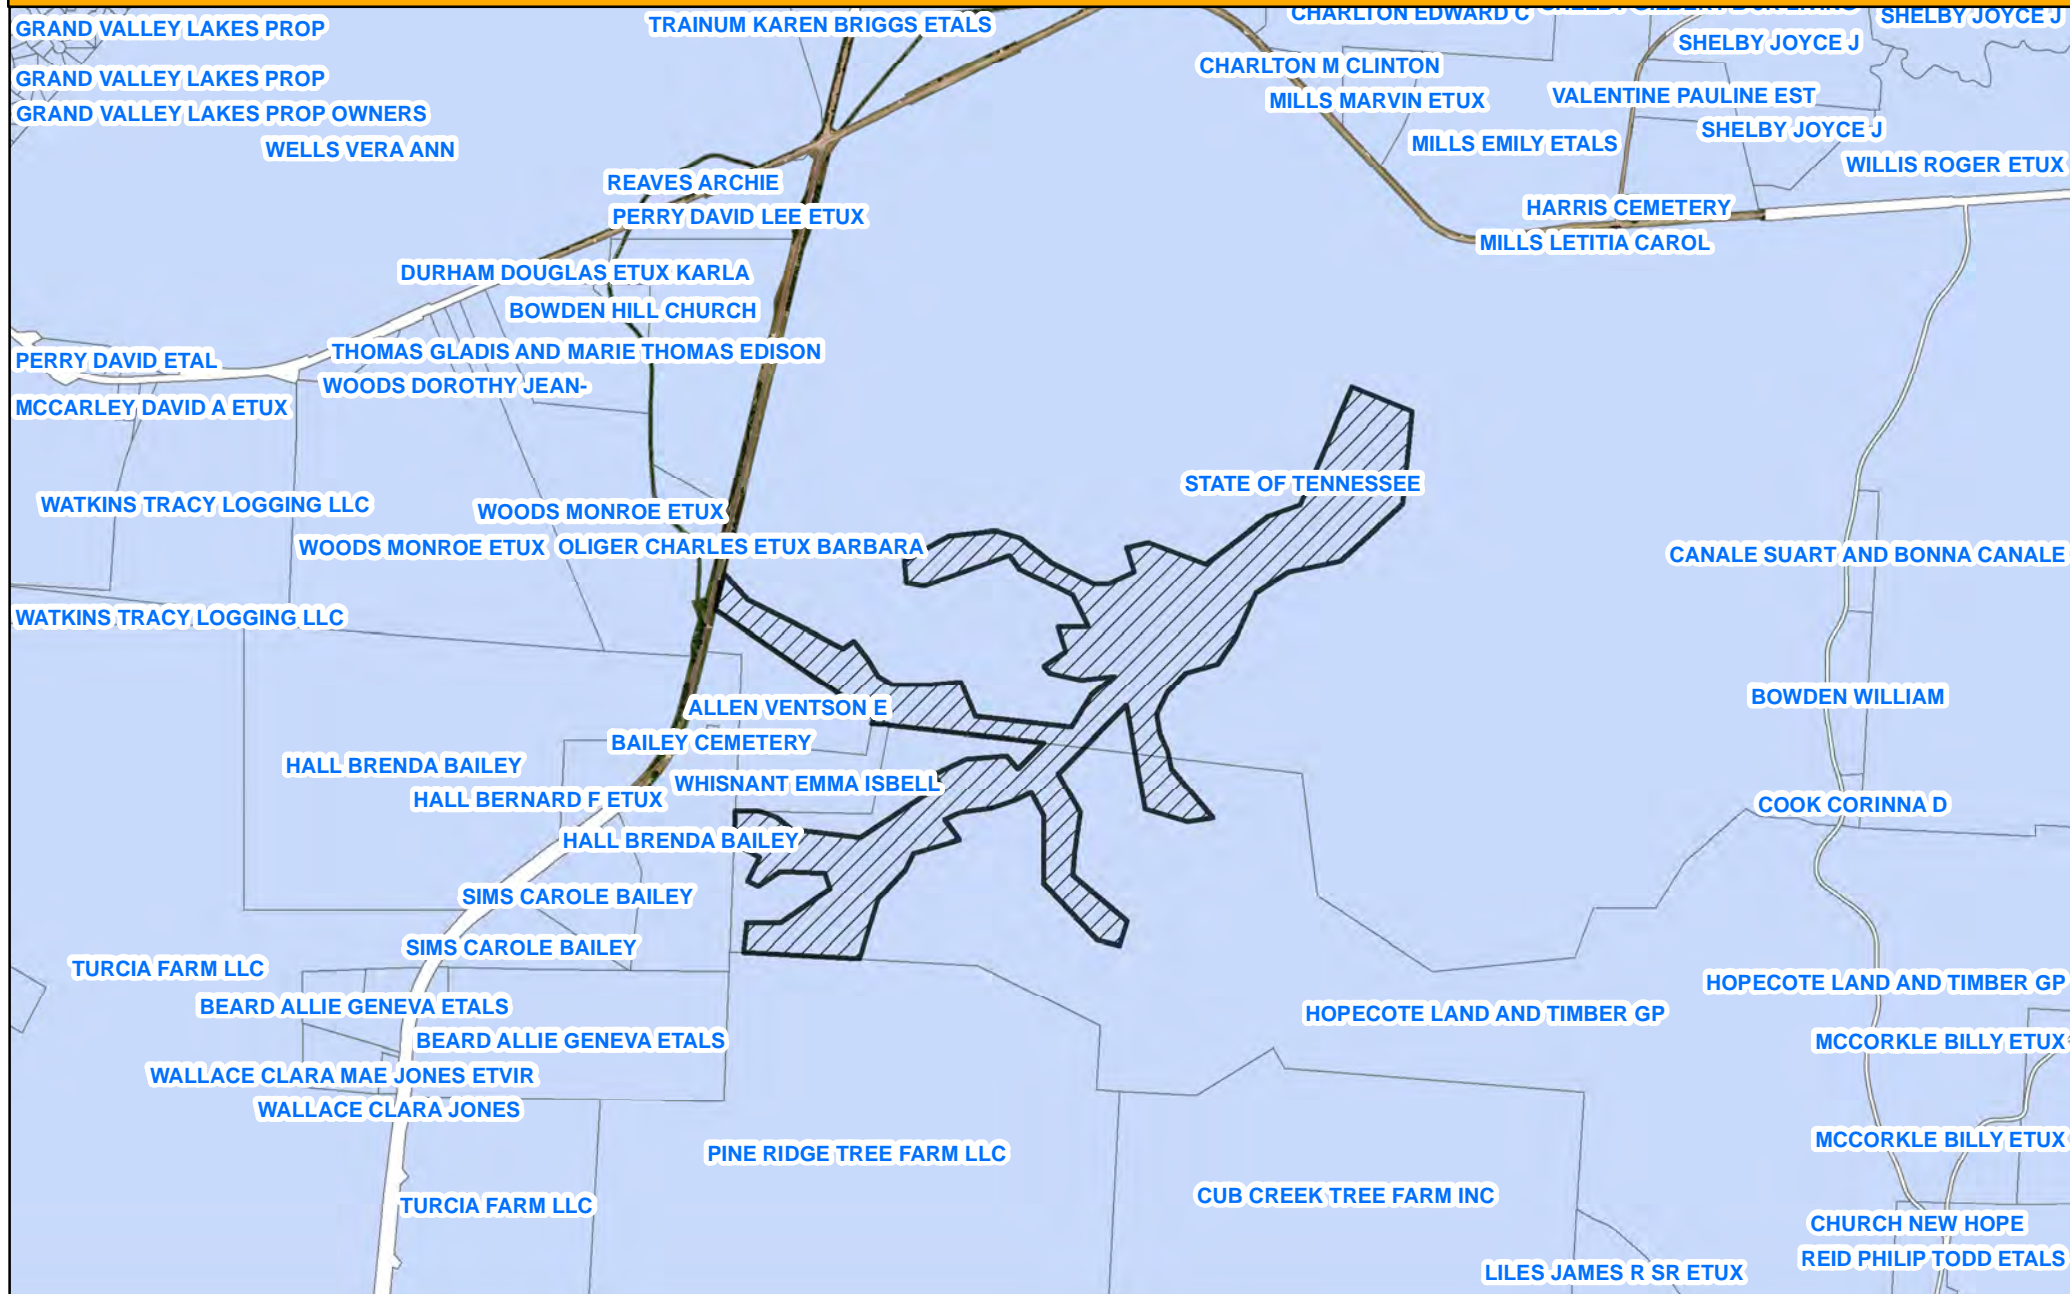 GRAND VALLEY LAKES PROP
TRAINUM KAREN BRIGGS ETALS
CHARLTON EDWARD C
SHELBY JOYCE J
SHELBY JOYCE J
GRAND VALLEY LAKES PROP
CHARLTON M CLINTON
MILLS MARVIN ETUX
VALENTINE PAULINE EST
GRAND VALLEY LAKES PROP OWNERS
SHELBY JOYCE J
WELLS VERA ANN
MILLS EMILY ETALS
WILLIS ROGER ETUX
REAVES ARCHIE
PERRY DAVID LEE ETUX
HARRIS CEMETERY
MILLS LETITIA CAROL
DURHAM DOUGLAS ETUX KARLA
BOWDEN HILL CHURCH
PERRY DAVID ETAL
THOMAS GLADIS AND MARIE THOMAS EDISON
WOODS DOROTHY JEAN-
MCCARLEY DAVID A ETUX
STATE OF TENNESSEE
WATKINS TRACY LOGGING LLC
WOODS MONROE ETUX
WOODS MONROE ETUX
OLIGER CHARLES ETUX BARBARA
CANALE SUART AND BONNA CANALE
WATKINS TRACY LOGGING LLC
BOWDEN WILLIAM
ALLEN VENTSON E
BAILEY CEMETERY
HALL BRENDA BAILEY
WHISNANT EMMA ISBELL
HALL BERNARD F ETUX
COOK CORINNA D
HALL BRENDA BAILEY
SIMS CAROLE BAILEY
SIMS CAROLE BAILEY
TURCIA FARM LLC
HOPECOTE LAND AND TIMBER GP
BEARD ALLIE GENEVA ETALS
HOPECOTE LAND AND TIMBER GP
BEARD ALLIE GENEVA ETALS
MCCORKLE BILLY ETUX
WALLACE CLARA MAE JONES ETVIR
WALLACE CLARA JONES
MCCORKLE BILLY ETUX
PINE RIDGE TREE FARM LLC
CUB CREEK TREE FARM INC
TURCIA FARM LLC
CHURCH NEW HOPE
REID PHILIP TODD ETALS
LILES JAMES R SR ETUX